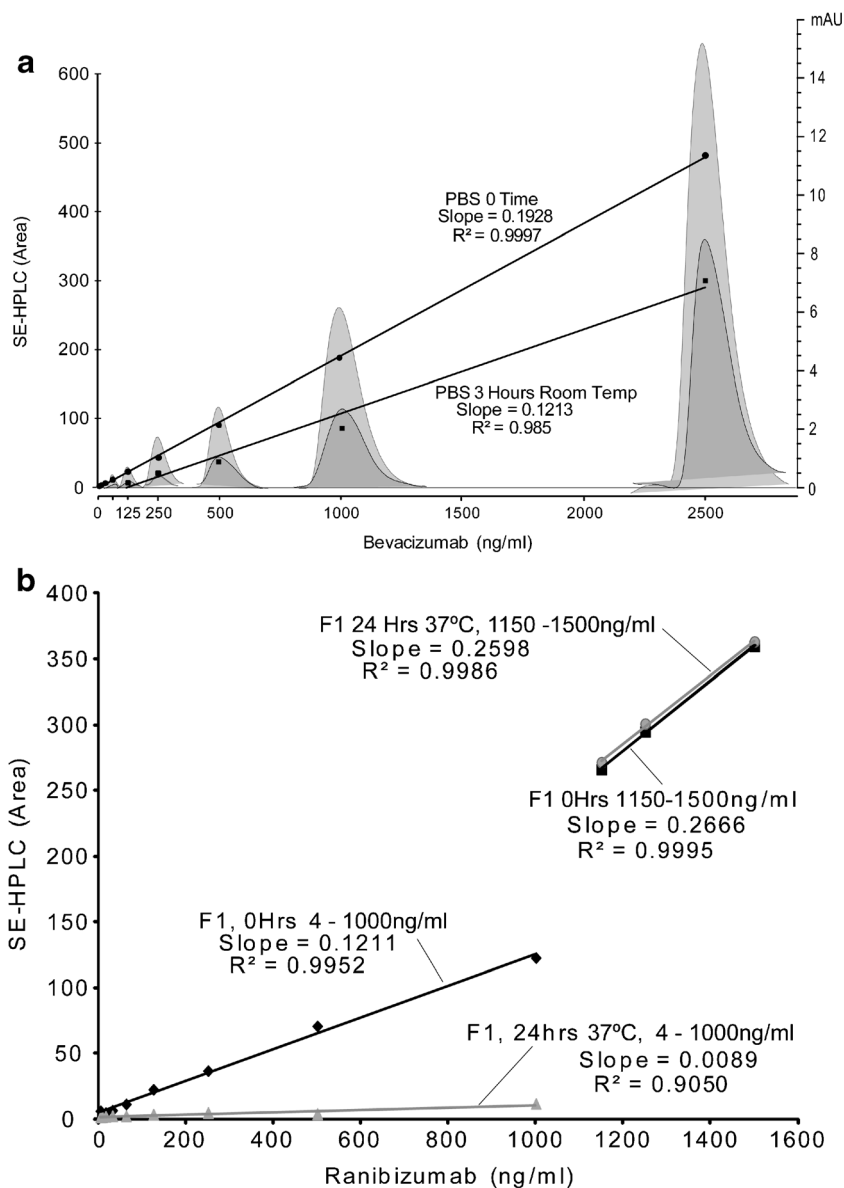 a
mAU
SE-HPLC (Area)
600
500
400
300
200
100
0
14
12
10
8
6
4
2
0
PBS 0 Time
Slope = 0.1928
R² = 0.9997
PBS 3 Hours Room Temp
Slope = 0.1213
R² = 0.985
0 125 250 500 1000 1500 2000 2500
Bevacizumab (ng/ml)
b
SE-HPLC (Area)
400
350
300
250
200
150
100
50
0
F1 24 Hrs 37ºC, 1150 -1500ng/ml
Slope = 0.2598
R² = 0.9986
F1 0Hrs 1150-1500ng/ml
Slope = 0.2666
R² = 0.9995
F1, 0Hrs 4 - 1000ng/ml
Slope = 0.1211
R² = 0.9952
F1, 24hrs 37ºC, 4 - 1000ng/ml
Slope = 0.0089
R² = 0.9050
0 200 400 600 800 1000 1200 1400 1600
Ranibizumab (ng/ml)